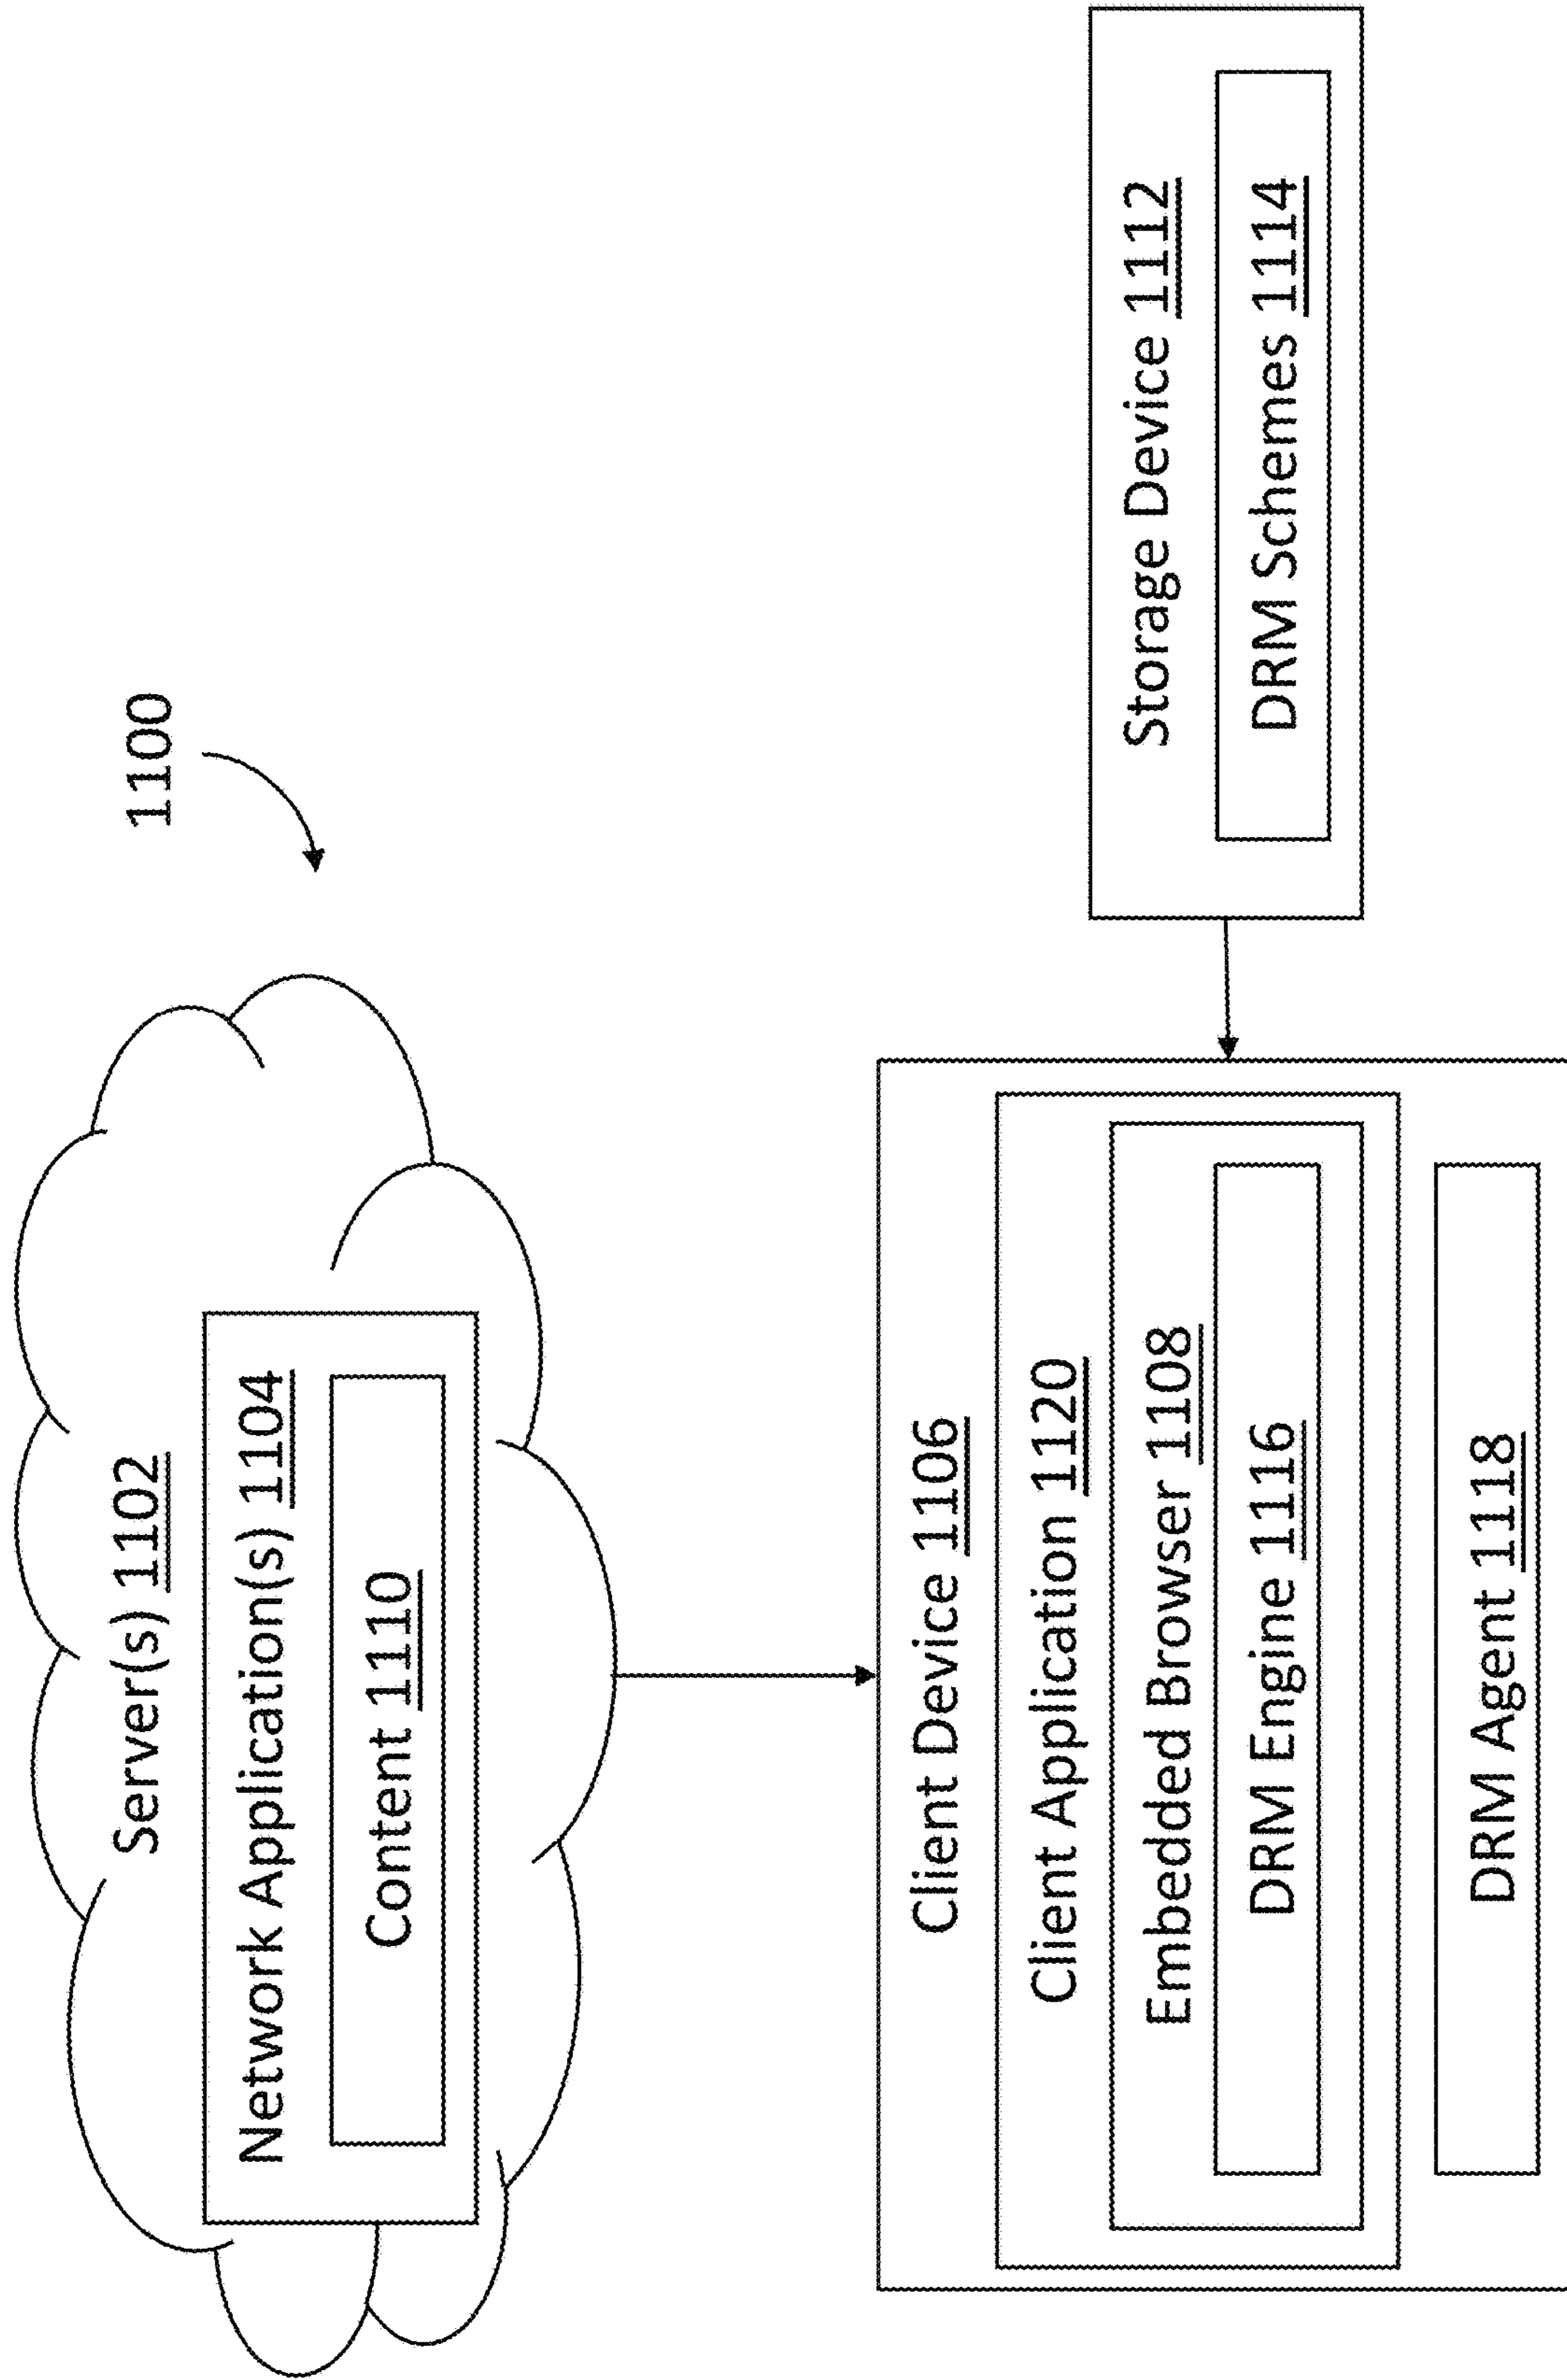 1100
Server(s) 1102
Network Application(s) 1104
Content 1110
Client Device 1106
Client Application 1120
Embedded Browser 1108
DRM Engine 1116
DRM Agent 1118
Storage Device 1112
DRM Schemes 1114